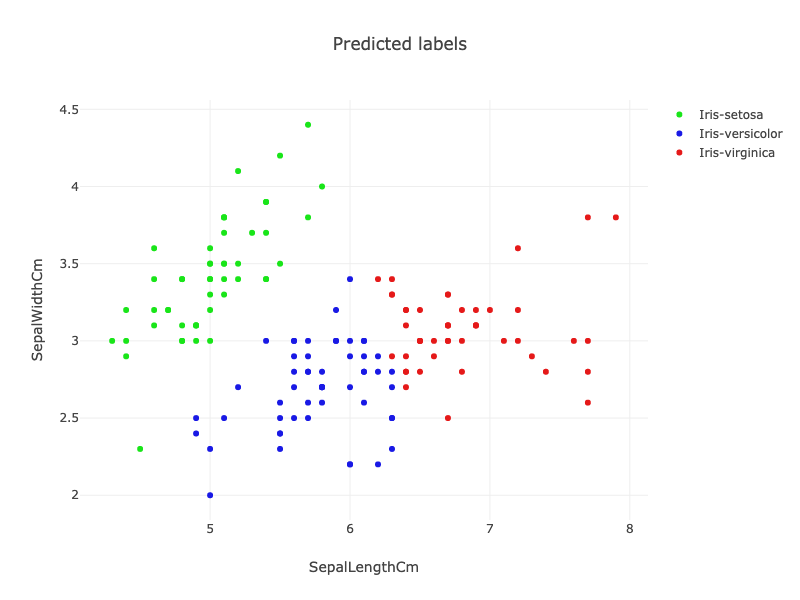 Predicted labels
4.5
4
3.5
3
2.5
2
SepalWidthCm
5 6 7 8
SepalLengthCm
Iris-setosa
Iris-versicolor
Iris-virginica